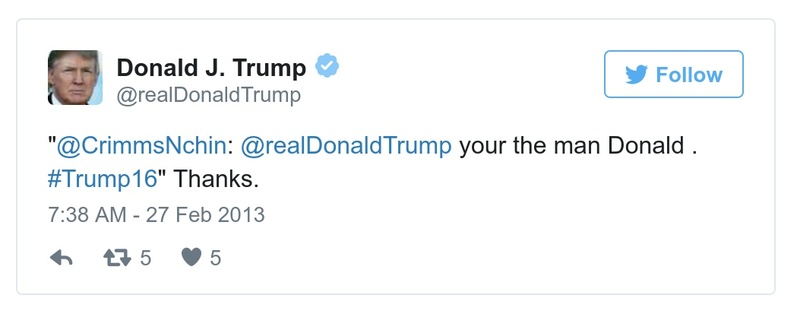 Donald J. Trump
@realDonaldTrump
Follow
"@CrimmsNchin: @realDonaldTrump your the man Donald .
#Trump16" Thanks.
7:38 AM - 27 Feb 2013
5 5